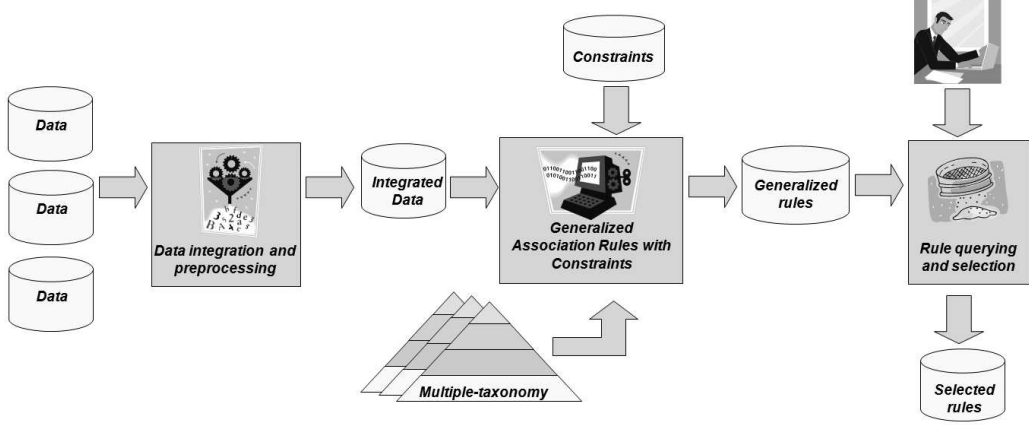 Constraints
Data
Data
Data
Data integration and
preprocessing
Integrated
Data
Generalized
Association Rules with
Constraints
Generalized
rules
Rule querying
and selection
Multiple-taxonomy
Selected
rules